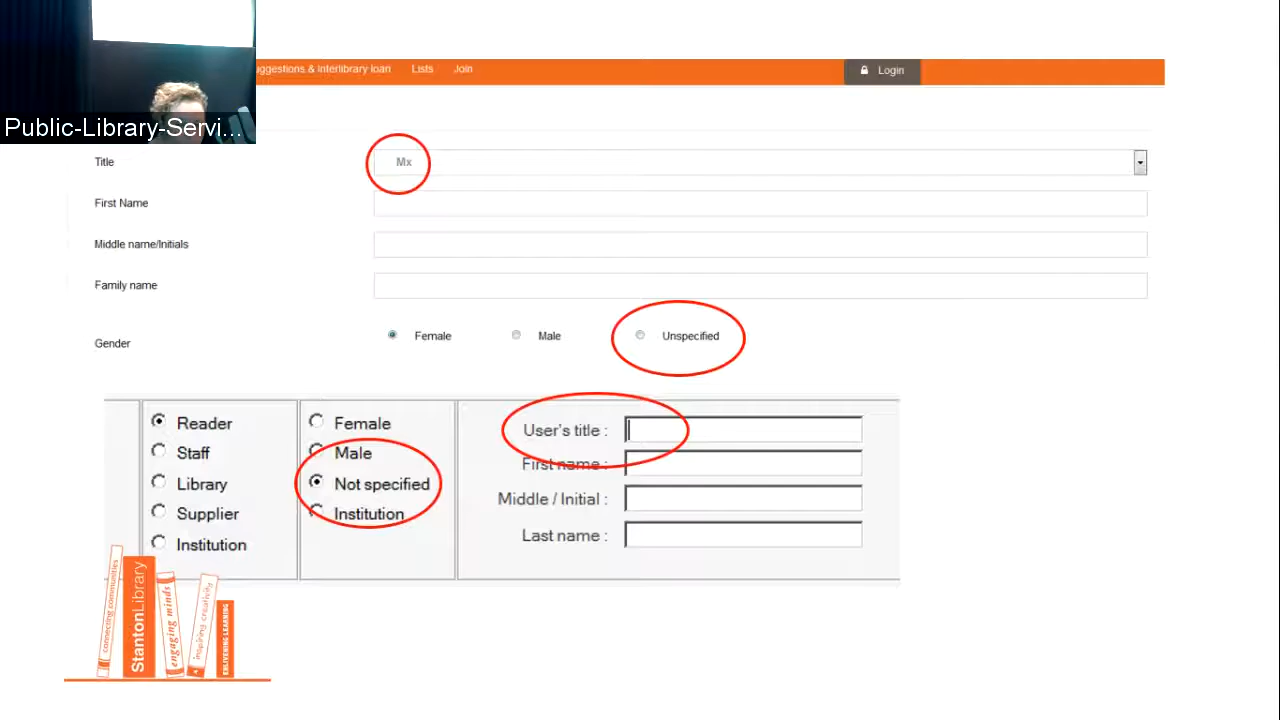 Public-Library-Servi...
uggestions & Interlibrary loan Lists Join Login
Title Mx
First Name
Middle name/Initials
Family name
Gender Female Male Unspecified
Reader Female User's title :
Staff Male First name :
Library Not specified Middle / Initial :
Supplier Institution Last name :
Institution
connecting communities
StantonLibrary
engaging minds
inspiring creativity
ENLIVENING LEARNING